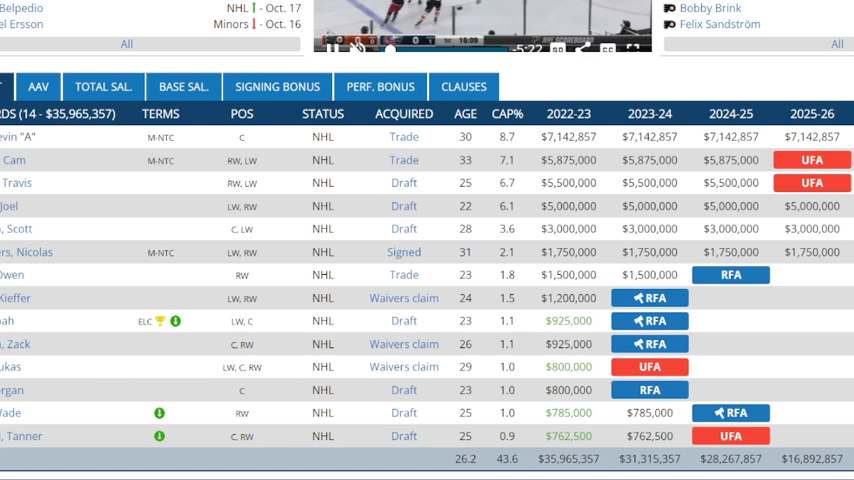 Belpedio
NHL - Oct. 17
el Ersson
Minors - Oct. 16
All
16:09
NHL SCOREBOARD
-5:22
Bobby Brink
Felix Sandström
All
T AAV TOTAL SAL. BASE SAL. SIGNING BONUS PERF. BONUS CLAUSES
RDS (14 - $35,965,357) TERMS POS STATUS ACQUIRED AGE CAP% 2022-23 2023-24 2024-25 2025-26
evin "A" M-NTC C NHL Trade 30 8.7 $7,142,857 $7,142,857 $7,142,857 $7,142,857
Cam M-NTC RW, LW NHL Trade 33 7.1 $5,875,000 $5,875,000 $5,875,000 UFA
Travis RW, LW NHL Draft 25 6.7 $5,500,000 $5,500,000 $5,500,000 UFA
Joel LW, RW NHL Draft 22 6.1 $5,000,000 $5,000,000 $5,000,000 $5,000,000
, Scott C, LW NHL Draft 28 3.6 $3,000,000 $3,000,000 $3,000,000 $3,000,000
ers, Nicolas M-NTC LW, RW NHL Signed 31 2.1 $1,750,000 $1,750,000 $1,750,000 $1,750,000
Owen RW NHL Trade 23 1.8 $1,500,000 $1,500,000 RFA
Kieffer LW, RW NHL Waivers claim 24 1.5 $1,200,000 RFA
oah ELC LW, C NHL Draft 23 1.1 $925,000 RFA
, Zack C, RW NHL Draft 26 1.1 $925,000 RFA
ukas LW, C, RW NHL Waivers claim 29 1.0 $800,000 UFA
organ C NHL Draft 23 1.0 $800,000 RFA
Wade RW NHL Draft 25 1.0 $785,000 $785,000 RFA
, Tanner C, RW NHL Draft 25 0.9 $762,500 $762,500 UFA
26.2 43.6 $35,965,357 $31,315,357 $28,267,857 $16,892,857